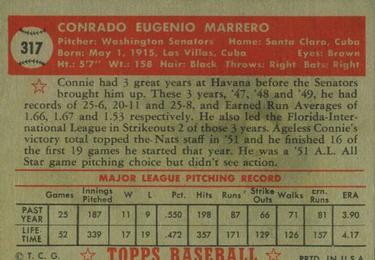 317
CONRADO EUGENIO MARRERO
Pitcher: Washington Senators Home: Santa Clara, Cuba
Born: May 1, 1915, Las Villas, Cuba Eyes: Brown
Ht.: 5'7" Wt.: 158 Hair: Black Throws: Right Bats: Right
Connie had 3 great years at Havana before the Senators
brought him up. These 3 years, '47, '48 and '49, he had
records of 25-6, 20-11 and 25-8, and Earned Run Averages of
1.66, 1.67 and 1.53 respectively. He also led the Florida-Inter-
national League in Strikeouts 2 of those 3 years. Ageless Connie's
victory total topped the Nats staff in '51 and he finished 16
of the first 19 games he started that year. He was a '51 A.L. All
Star game pitching choice but didn't see action.
MAJOR LEAGUE PITCHING RECORD
Games Innings Pitched W L Pct. Hits Runs Strike Outs Walks Ern. Runs ERA
PAST YEAR 25 187 11 9 .550 198 87 66 71 81 3.90
LIFE-TIME 52 339 17 19 .472 357 171 129 126 157 4.17
© T. C. G. TOPPS BASEBALL PRTD. IN U.S.A.